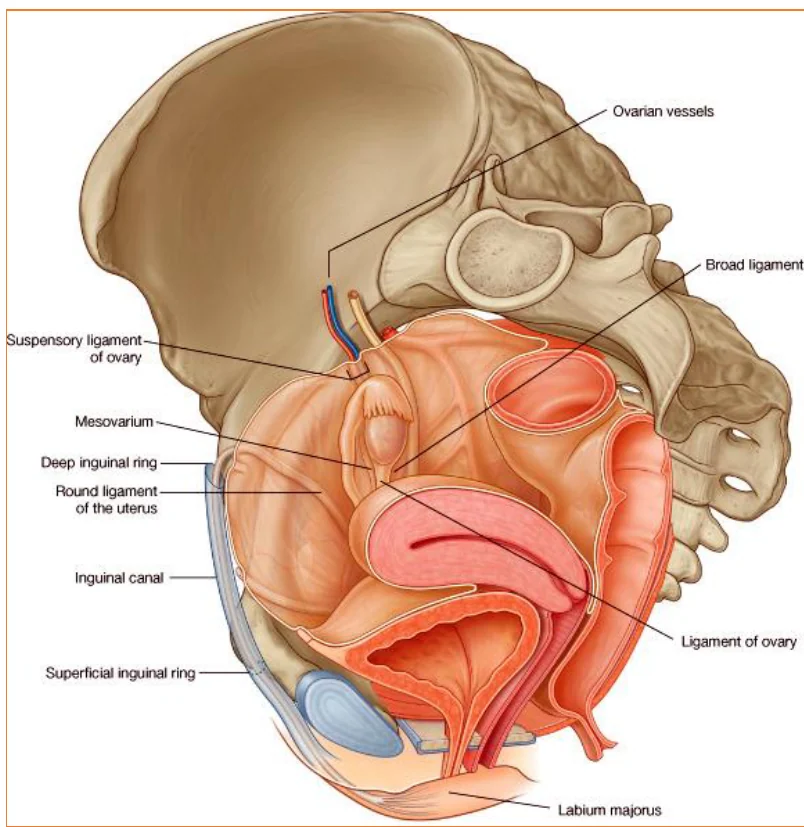 Ovarian vessels
Broad ligament
Suspensory ligament
of ovary
Mesovarium
Deep inguinal ring
Round ligament
of the uterus
Inguinal canal
Ligament of ovary
Superficial inguinal ring
Labium majorus